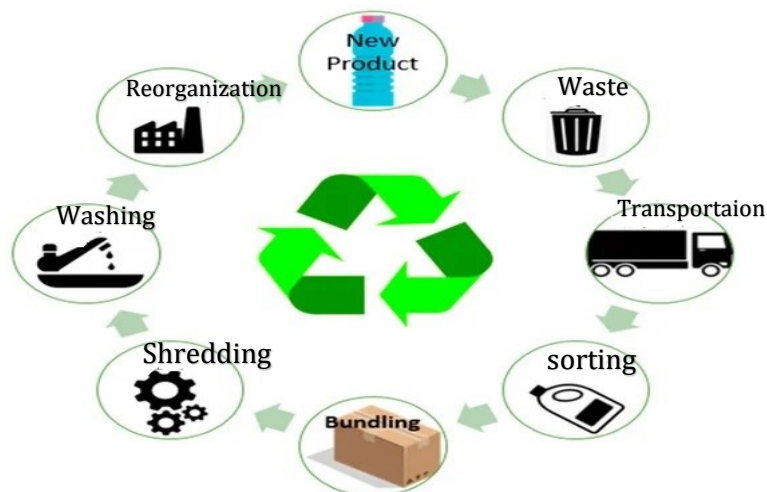 New
Product
Waste
Transportaion
sorting
Bundling
Shredding
Washing
Reorganization